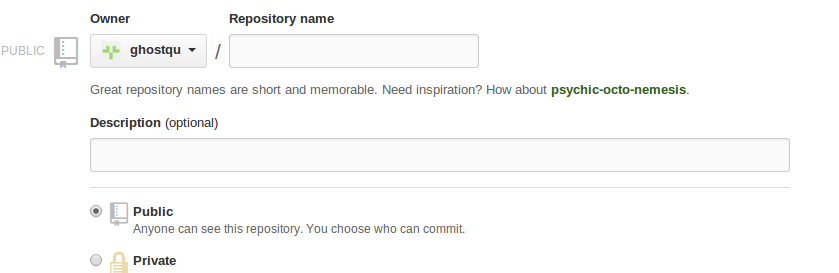 Owner Repository name
PUBLIC ghostqu / 
Great repository names are short and memorable. Need inspiration? How about psychic-octo-nemesis.
Description (optional)
Public
Anyone can see this repository. You choose who can commit.
Private